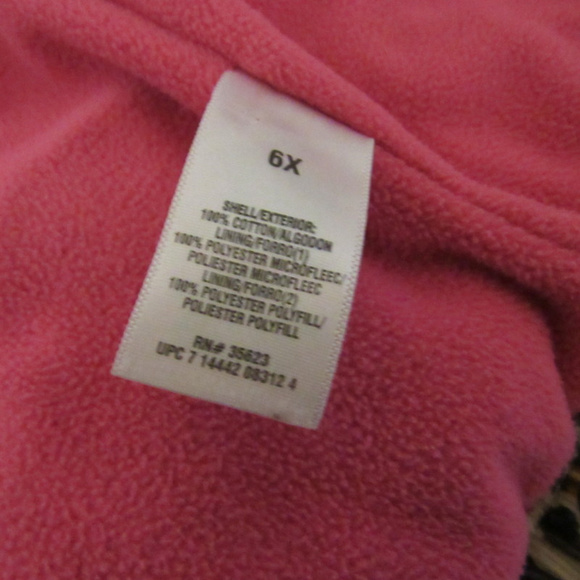 6X
SHELL/EXTERIOR:
100% COTTON/ALGODON
LINING/FORRO(1)
100% POLYESTER MICROFLEEC/
POLIESTER MICROFLEEC
LINING/FORRO(2)
100% POLYESTER POLYFILL/
POLIESTER POLYFILL
RN# 35623
UPC 7 14442 08312 4